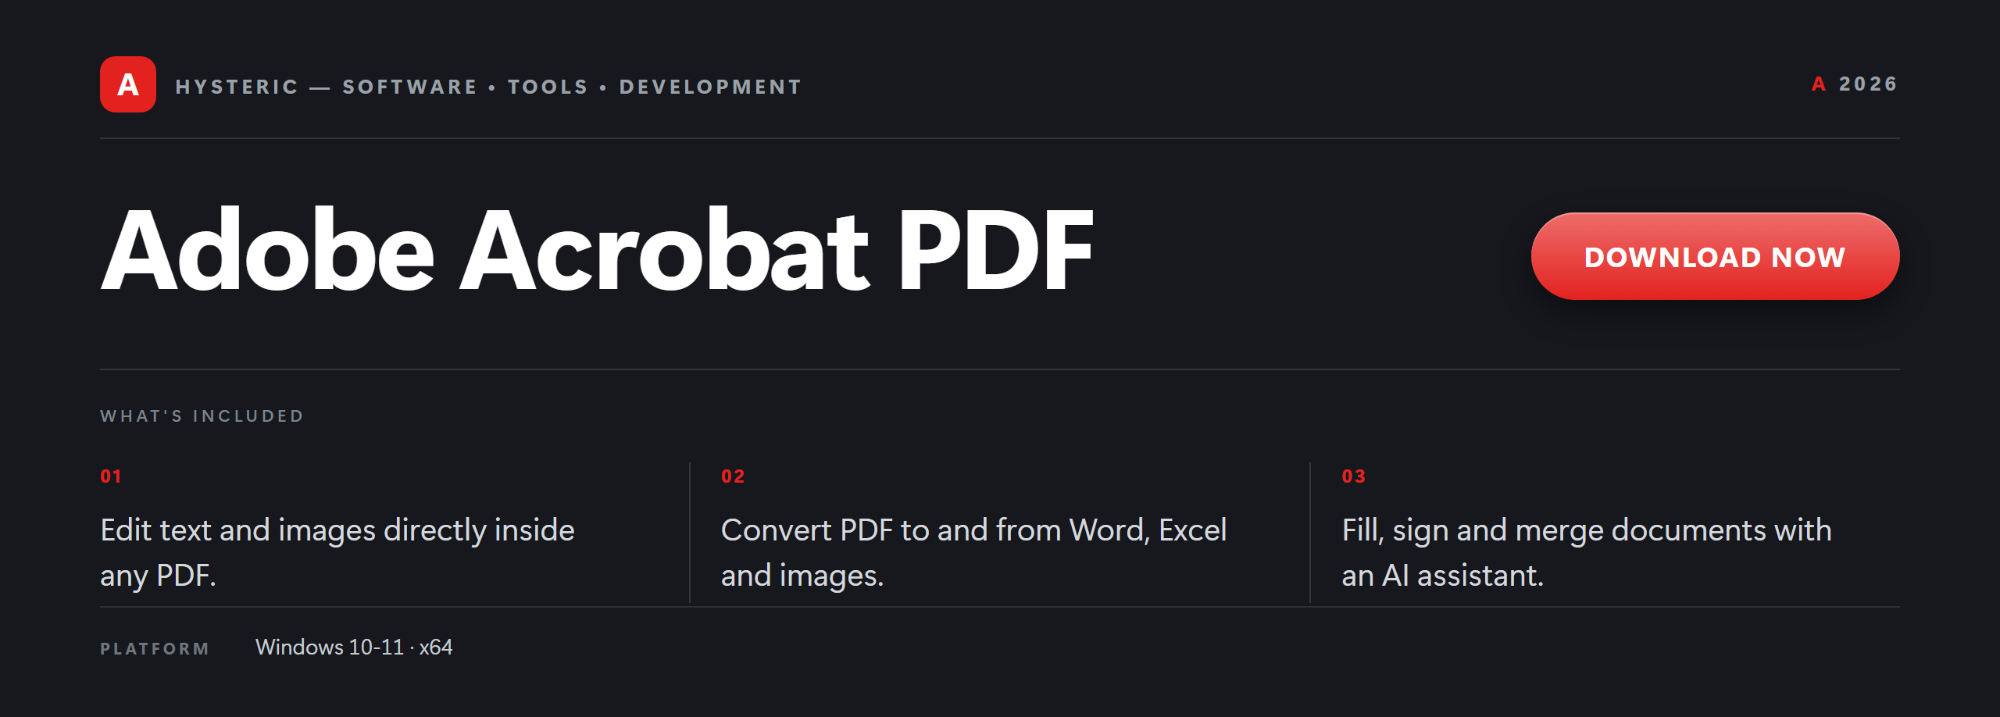 A
HYSTERIC — SOFTWARE • TOOLS • DEVELOPMENT
A 2026
Adobe Acrobat PDF
DOWNLOAD NOW
WHAT'S INCLUDED
01
Edit text and images directly inside
any PDF.
02
Convert PDF to and from Word, Excel
and images.
03
Fill, sign and merge documents with
an AI assistant.
PLATFORM Windows 10-11 · x64